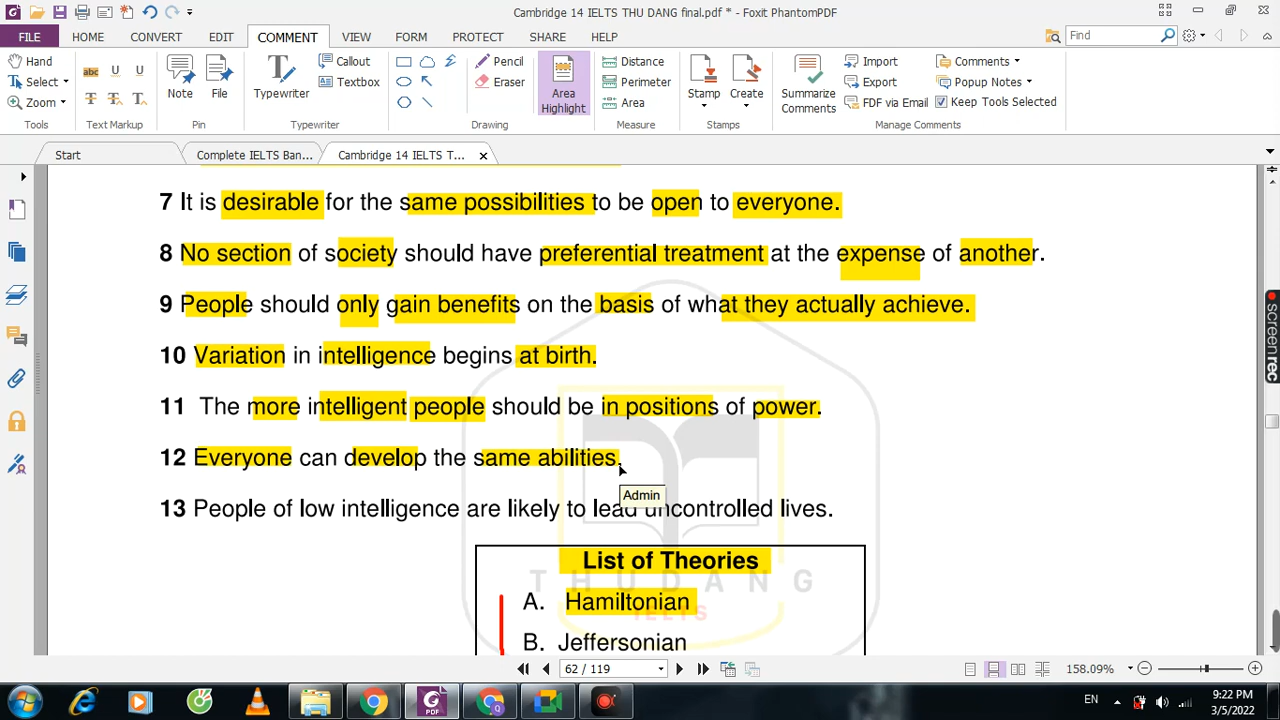 Cambridge 14 IELTS THU DANG final.pdf * - Foxit PhantomPDF
FILE HOME CONVERT EDIT COMMENT VIEW FORM PROTECT SHARE HELP Find
Hand
Select
Zoom
Tools
abc U U
T T T
Text Markup
Note File
Pin
Typewriter
Callout
Textbox
Typewriter
Pencil
Eraser
Area Highlight
Drawing
Distance
Perimeter
Area
Measure
Stamp Create
Stamps
Summarize Comments
Import
Export
FDF via Email
Comments
Popup Notes
Keep Tools Selected
Manage Comments
Start Complete IELTS Ban... Cambridge 14 IELTS T...
7 It is desirable for the same possibilities to be open to everyone.
8 No section of society should have preferential treatment at the expense of another.
9 People should only gain benefits on the basis of what they actually achieve.
10 Variation in intelligence begins at birth.
11 The more intelligent people should be in positions of power.
12 Everyone can develop the same abilities.
Admin
13 People of low intelligence are likely to lead uncontrolled lives.
List of Theories
THU DANG
A. Hamiltonian
IELTS
B. Jeffersonian
screenrec
62 / 119 158.09%
PDF
EN 9:22 PM
3/5/2022